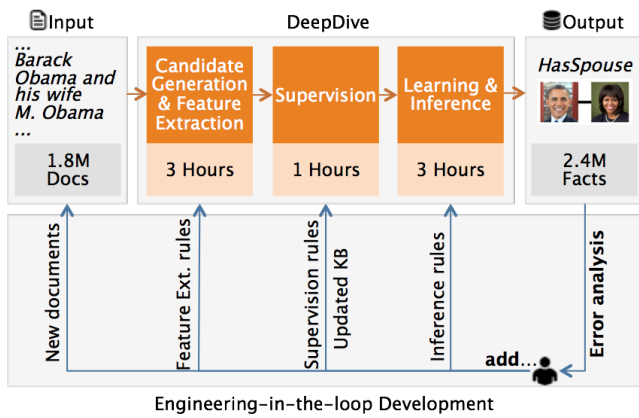 Input
DeepDive
Output
...
Barack
Obama and
his wife
M. Obama
...
1.8M
Docs
Candidate
Generation
& Feature
Extraction
3 Hours
Supervision
1 Hours
Learning &
Inference
3 Hours
HasSpouse
2.4M
Facts
New documents
Feature Ext. rules
Supervision rules
Updated KB
Inference rules
add...
Error analysis
Engineering-in-the-loop Development